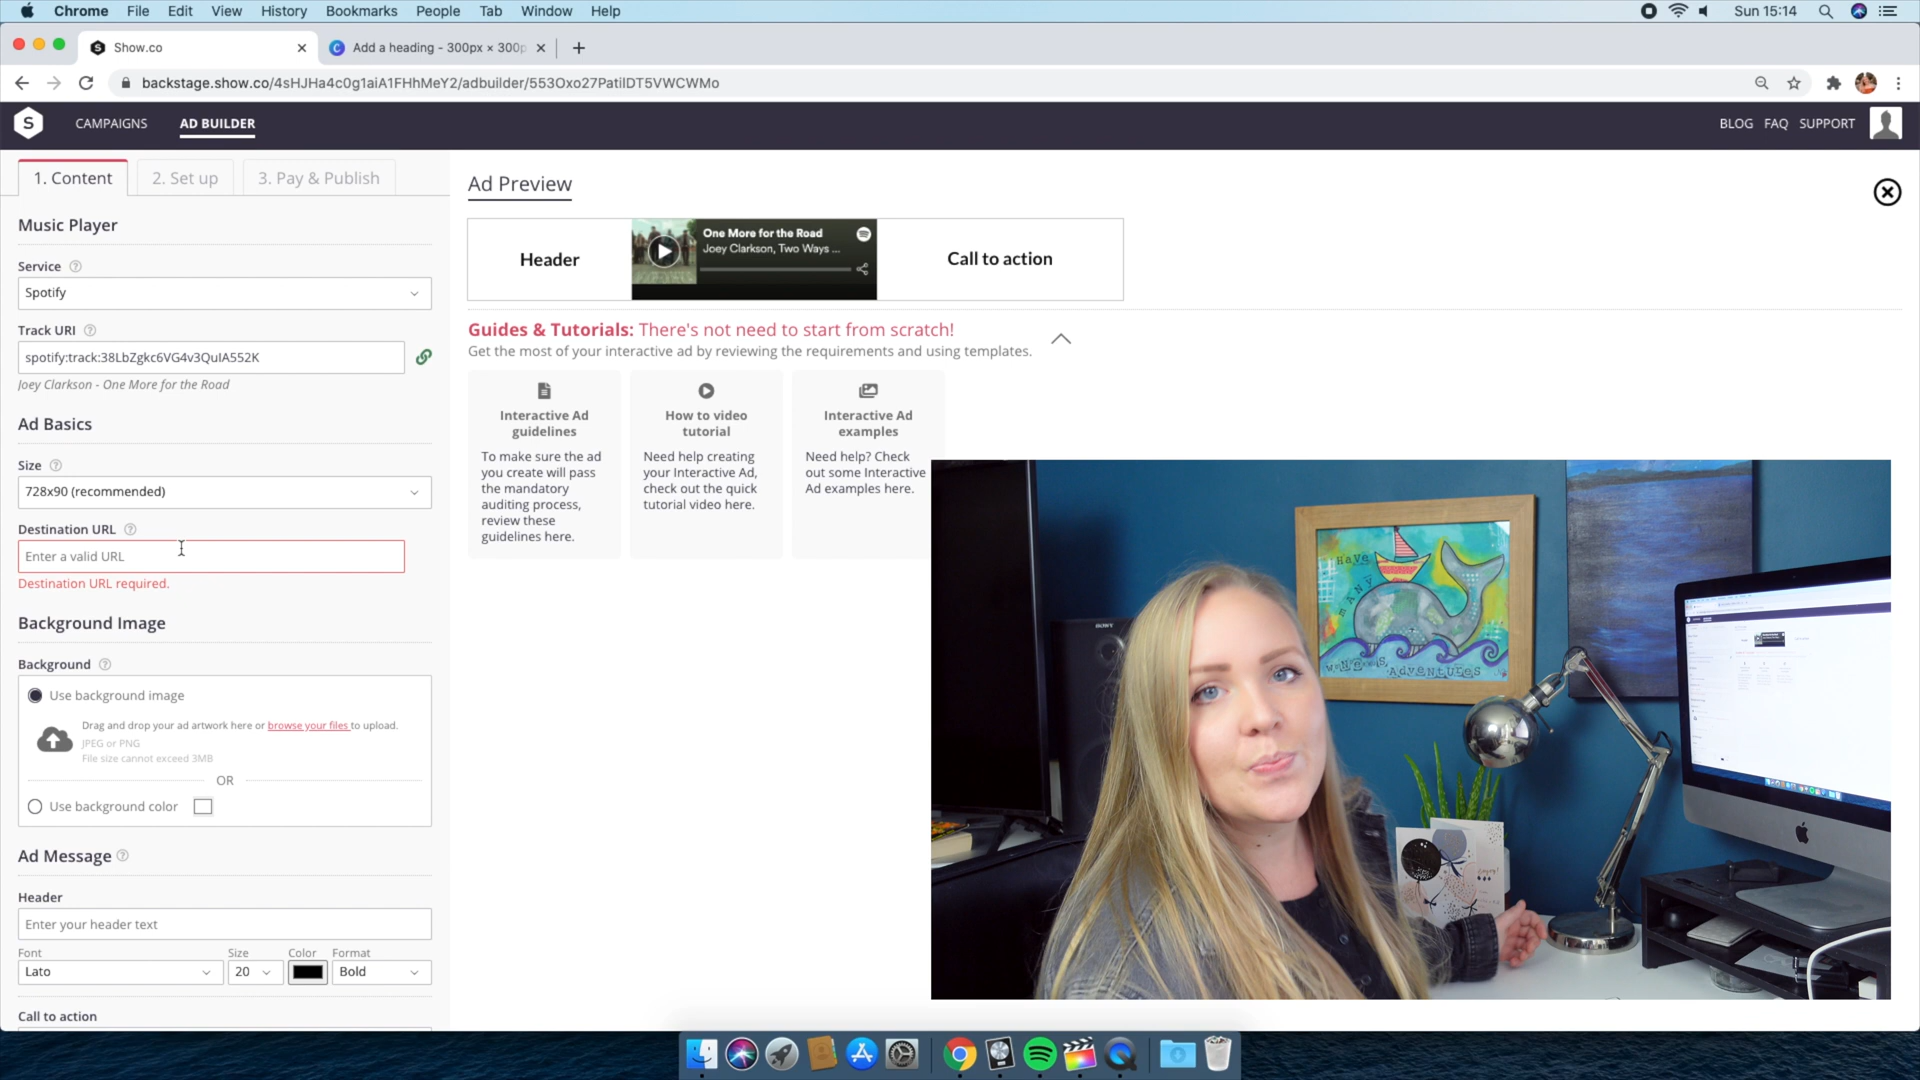 Chrome File Edit View History Bookmarks People Tab Window Help Sun 15:14
Show.co
Add a heading - 300px × 300p
backstage.show.co/4sHJHa4c0g1aiA1FHhMeY2/adbuilder/553Oxo27PatiIDT5VWCWMo
S CAMPAIGNS AD BUILDER BLOG FAQ SUPPORT
1. Content 2. Set up 3. Pay & Publish
Music Player
Service
Spotify
Track URI
spotify:track:38LbZgkc6VG4v3QuIA552K
Joey Clarkson - One More for the Road
Ad Basics
Size
728x90 (recommended)
Destination URL
Enter a valid URL
Destination URL required.
Background Image
Background
Use background image
Drag and drop your ad artwork here or browse your files to upload.
JPEG or PNG
File size cannot exceed 3MB
OR
Use background color
Ad Message
Header
Enter your header text
Font Size Color Format
Lato 20 Bold
Call to action
Ad Preview
Header
One More for the Road
Joey Clarkson, Two Ways ...
Call to action
Guides & Tutorials: There's not need to start from scratch!
Get the most of your interactive ad by reviewing the requirements and using templates.
Interactive Ad
guidelines
To make sure the ad
you create will pass
the mandatory
auditing process,
review these
guidelines here.
How to video
tutorial
Need help creating
your Interactive Ad,
check out the quick
tutorial video here.
Interactive Ad
examples
Need help? Check
out some Interactive
Ad examples here.
SONY
Have
MANY
WHALES ADVENTURES